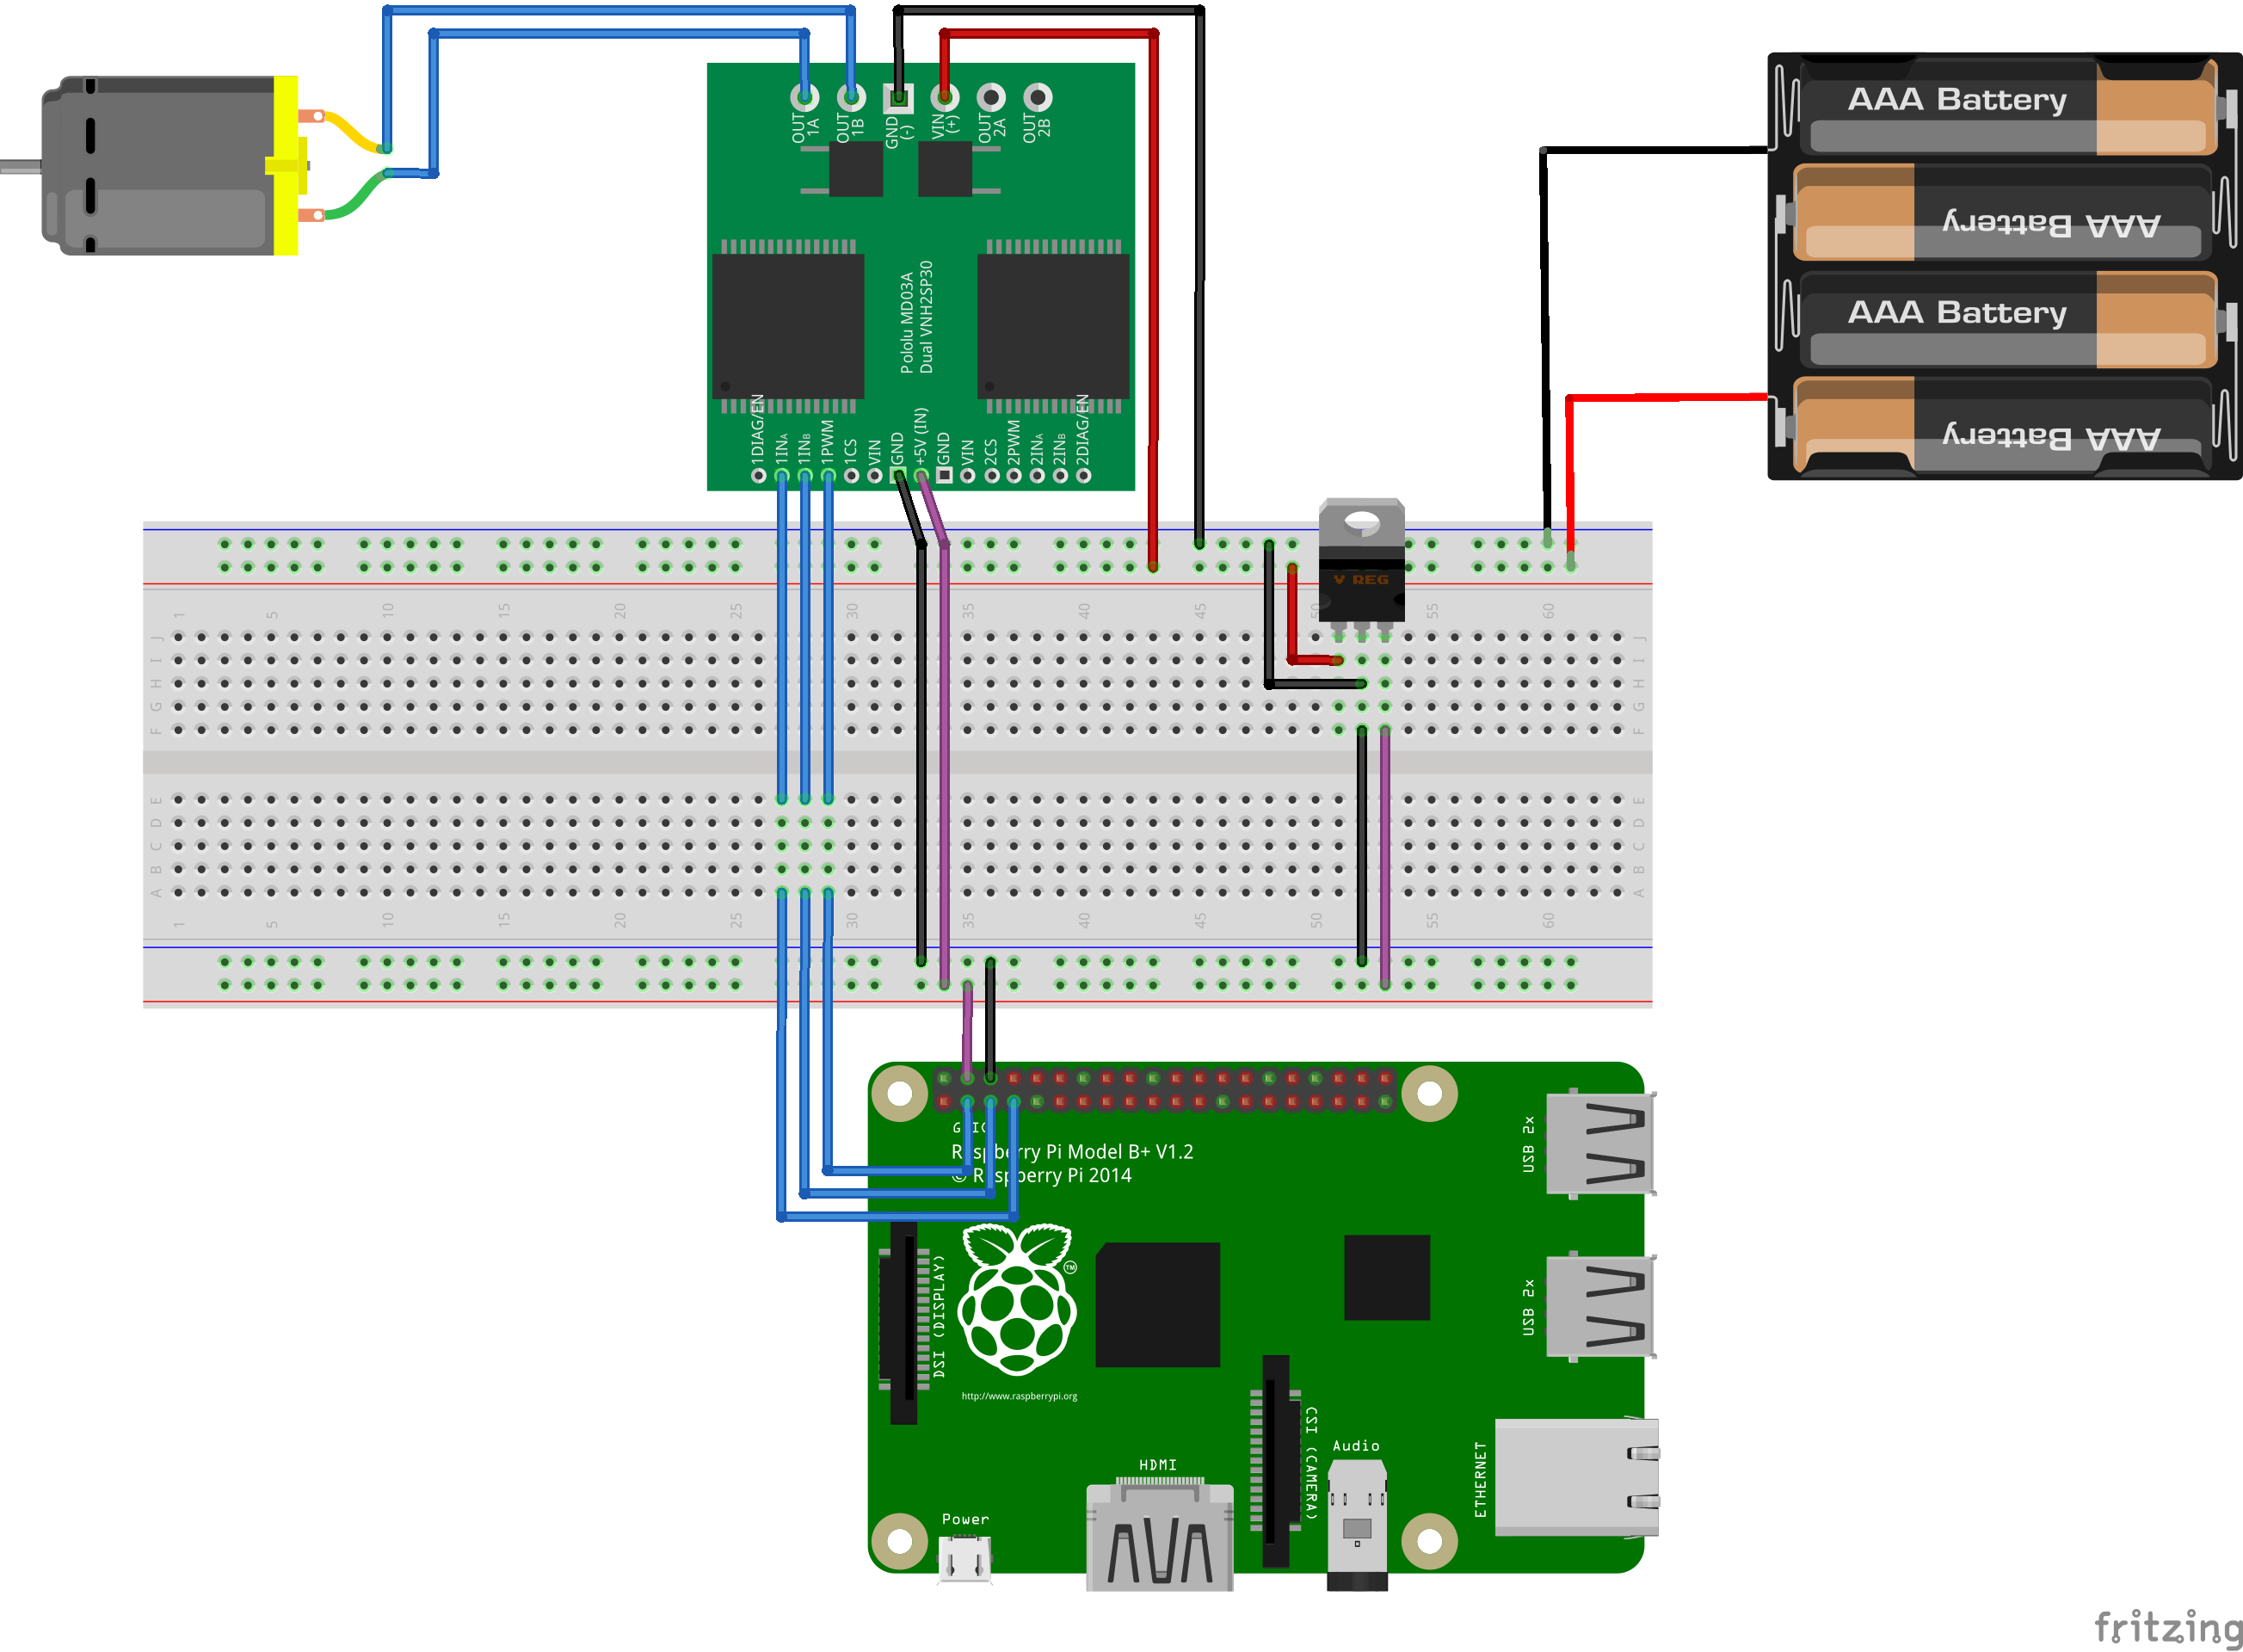 AAA Battery
AAA Battery
AAA Battery
AAA Battery
OUT 1A
OUT 1B
GND (-)
VIN (+)
OUT 2A
OUT 2B
Pololu MD03A
Dual VNH2SP30
1DIAG/EN
1INA
1INB
1PWM
1CS
VIN
GND
+5V (IN)
GND
VIN
2CS
2PWM
2INA
2INB
2DIAG/EN
V REG
1 5 10 15 20 25 30 35 40 45 50 55 60
J J
I I
H H
G G
F F
E E
D D
C C
B B
A A
1 5 10 15 20 25 30 35 40 45 50 55 60
Raspberry Pi Model B+ V1.2
© Raspberry Pi 2014
USB 2x
USB 2x
DSI (DISPLAY)
TM
http://www.raspberrypi.org
CSI (CAMERA)
Audio
ETHERNET
HDMI
Power
fritzing